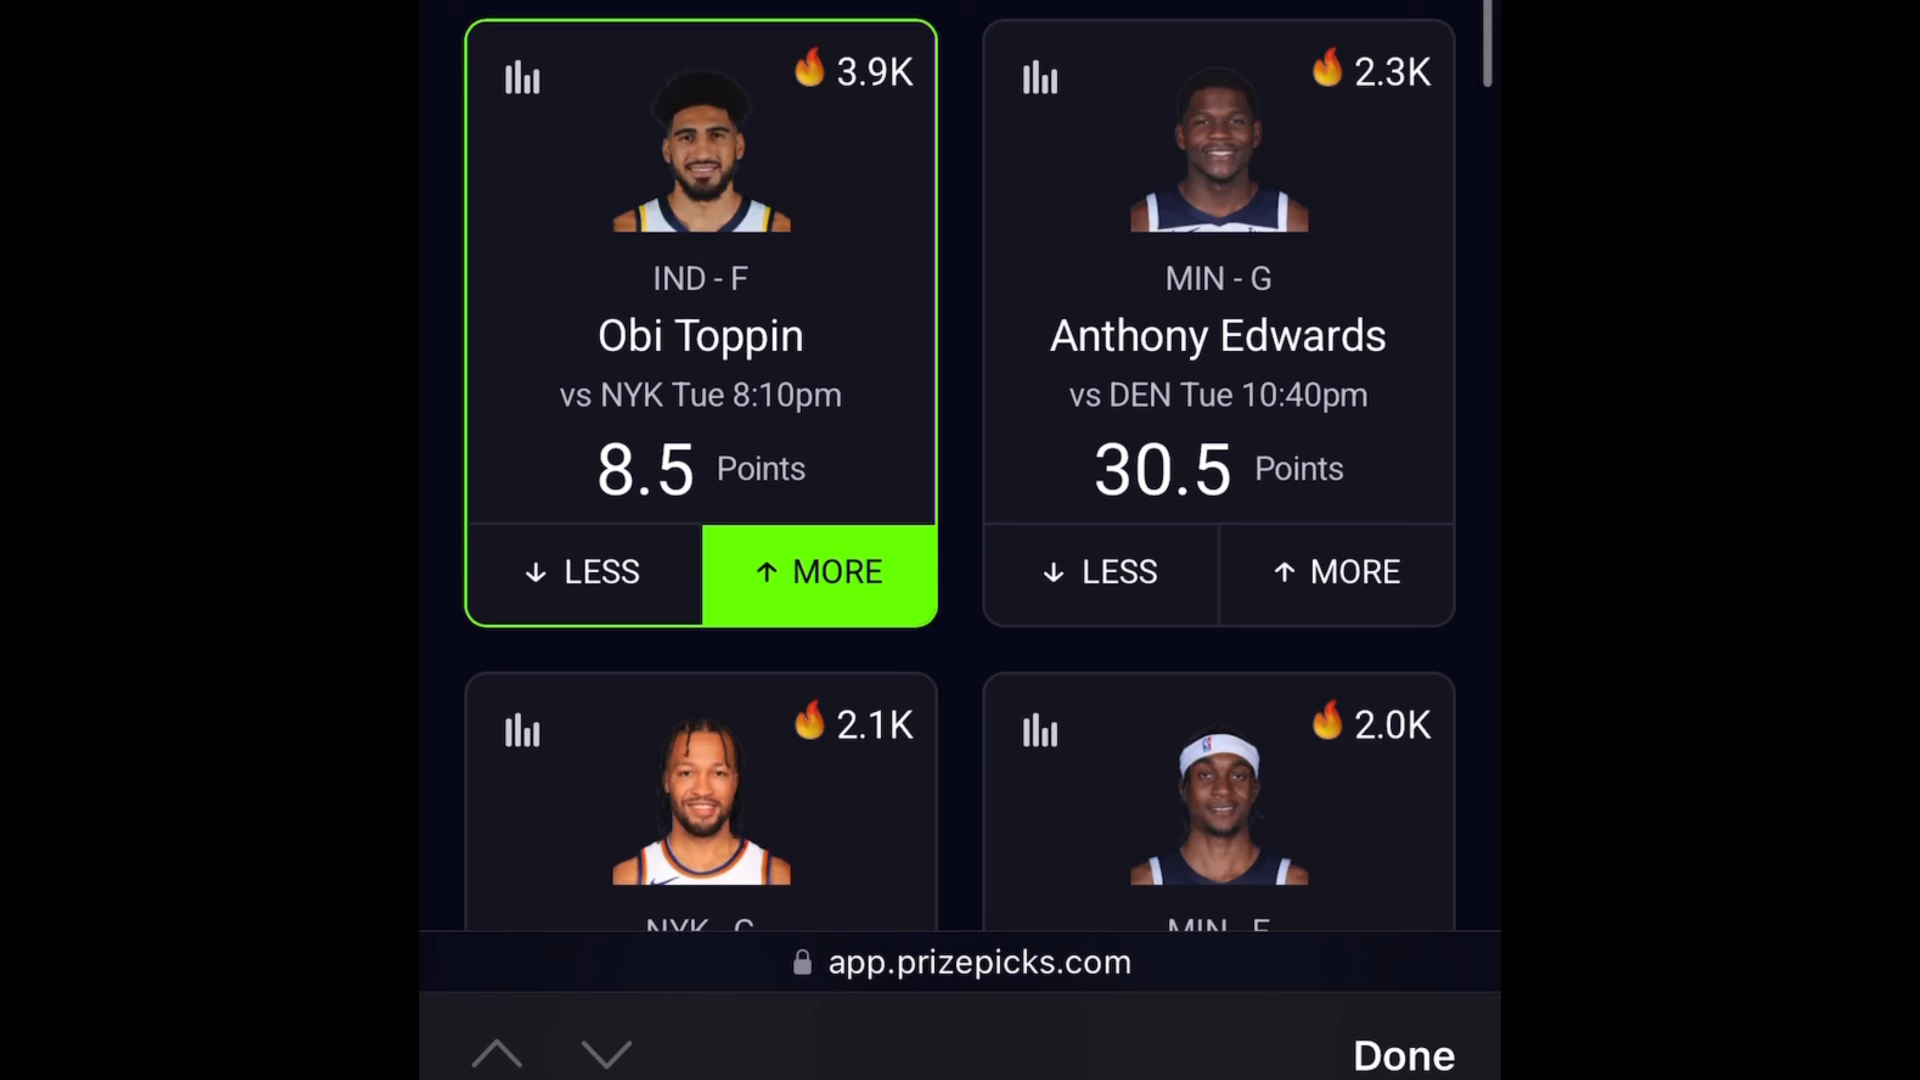 3.9K
IND - F
Obi Toppin
vs NYK Tue 8:10pm
8.5 Points
↓ LESS ↑ MORE
2.3K
MIN - G
Anthony Edwards
vs DEN Tue 10:40pm
30.5 Points
↓ LESS ↑ MORE
2.1K
NYK - G
2.0K
MIN - F
app.prizepicks.com
Done